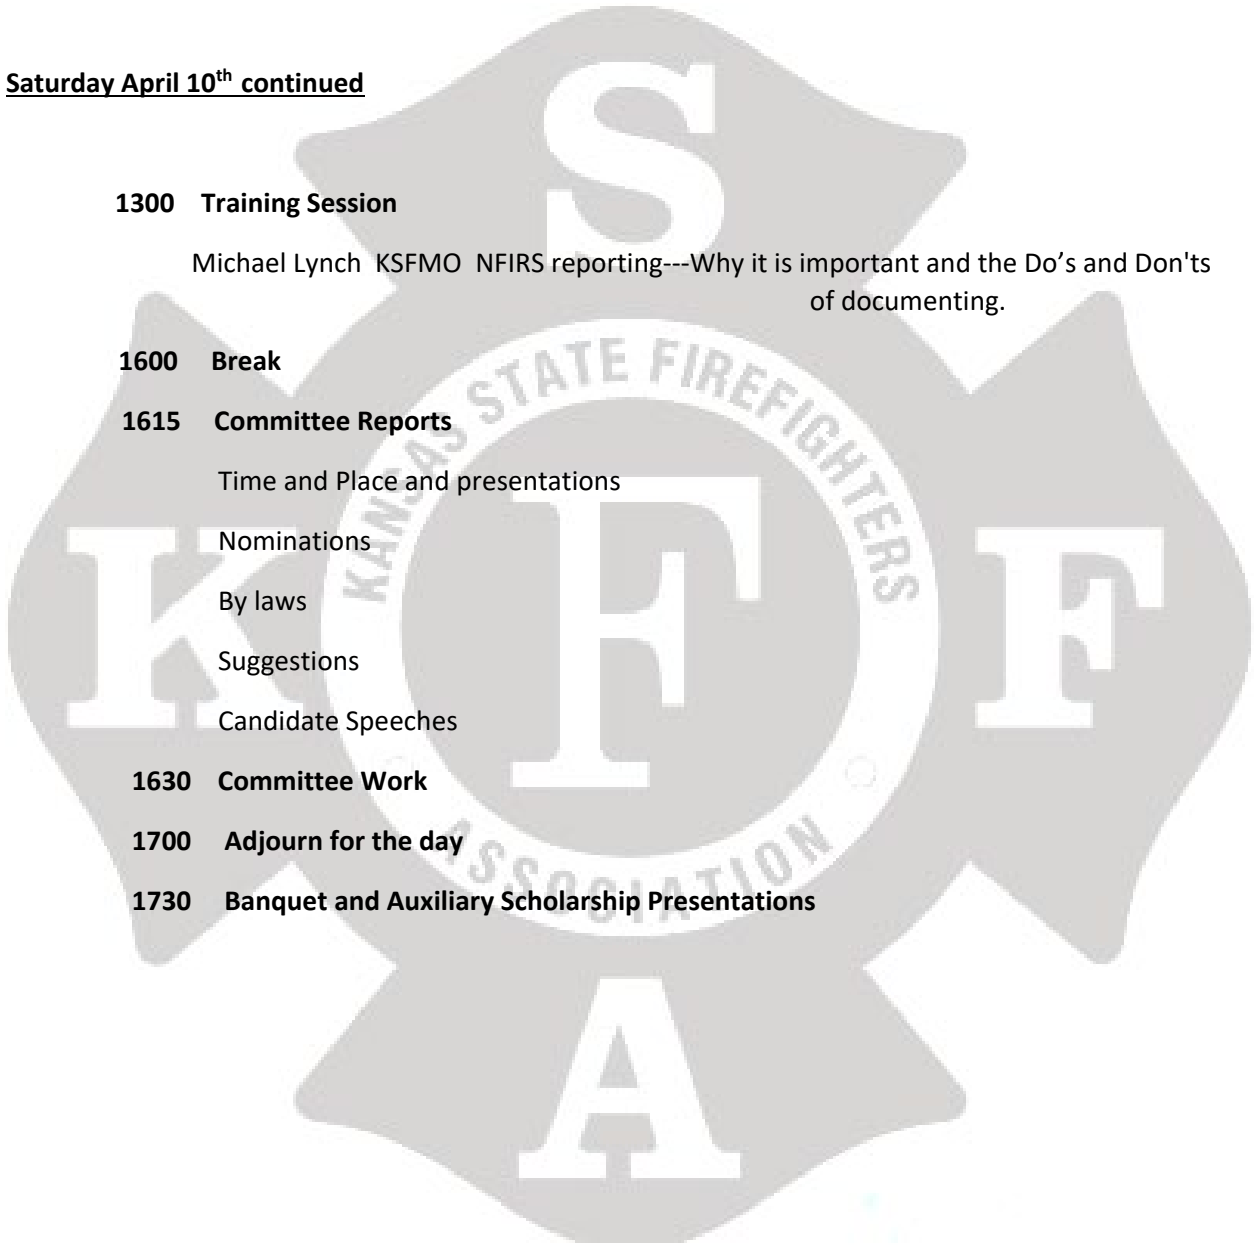 Saturday April 10th continued
1300 Training Session
Michael Lynch KSFMO NFIRS reporting---Why it is important and the Do’s and Don'ts
of documenting.
1600 Break
1615 Committee Reports
Time and Place and presentations
Nominations
By laws
Suggestions
Candidate Speeches
1630 Committee Work
1700 Adjourn for the day
1730 Banquet and Auxiliary Scholarship Presentations
S
KANSAS STATE FIREFIGHTERS
K F F
ASSOCIATION
A